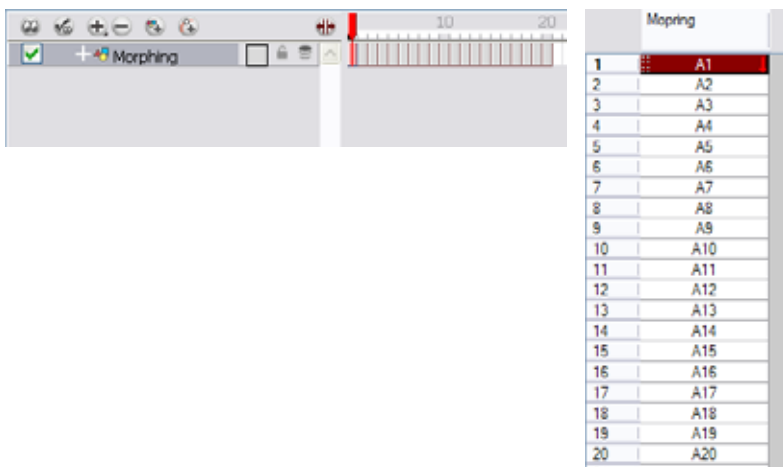 10 20
Morphing
Mopring
1 A1
2 A2
3 A3
4 A4
5 A5
6 A6
7 A7
8 A8
9 A9
10 A10
11 A11
12 A12
13 A13
14 A14
15 A15
16 A16
17 A17
18 A18
19 A19
20 A20